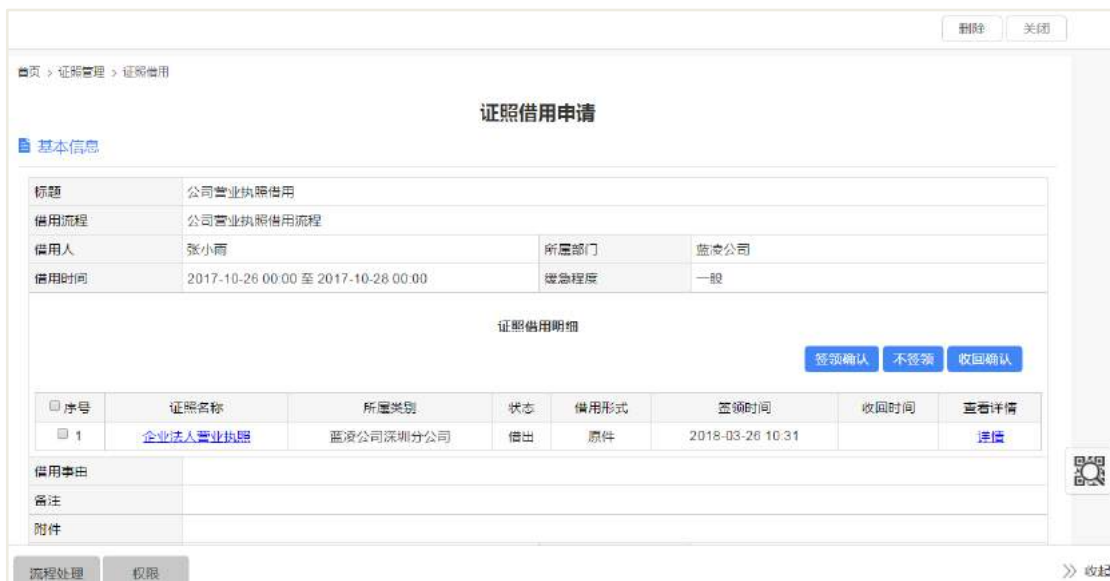 删除 关闭
首页 > 证照管理 > 证照借用
证照借用申请
基本信息
标题 公司营业执照借用
借用流程 公司营业执照借用流程
借用人 张小雨 所属部门 蓝凌公司
借用时间 2017-10-26 00:00 至 2017-10-28 00:00 缓急程度 一般
证照借用明细
签领确认 不签领 收回确认
序号 证照名称 所属类别 状态 借用形式 签领时间 收回时间 查看详情
1 企业法人营业执照 蓝凌公司深圳分公司 借出 原件 2018-03-26 10:31 详情
借用事由
备注
附件
流程处理 权限 收起